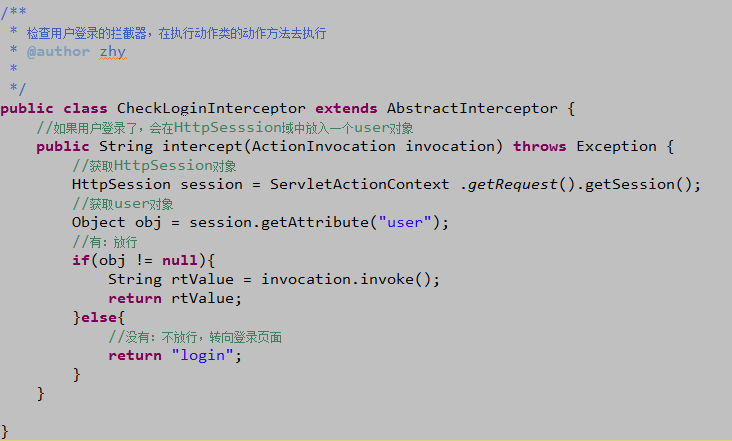 /**
 * 检查用户登录的拦截器，在执行动作类的动作方法去执行
 * @author zhy
 *
 */
public class CheckLoginInterceptor extends AbstractInterceptor {
    //如果用户登录了，会在HttpSesssion域中放入一个user对象
    public String intercept(ActionInvocation invocation) throws Exception {
        //获取HttpSession对象
        HttpSession session = ServletActionContext .getRequest().getSession();
        //获取user对象
        Object obj = session.getAttribute("user");
        //有：放行
        if(obj != null){
            String rtValue = invocation.invoke();
            return rtValue;
        }else{
            //没有：不放行，转向登录页面
            return "login";
        }
    }
}